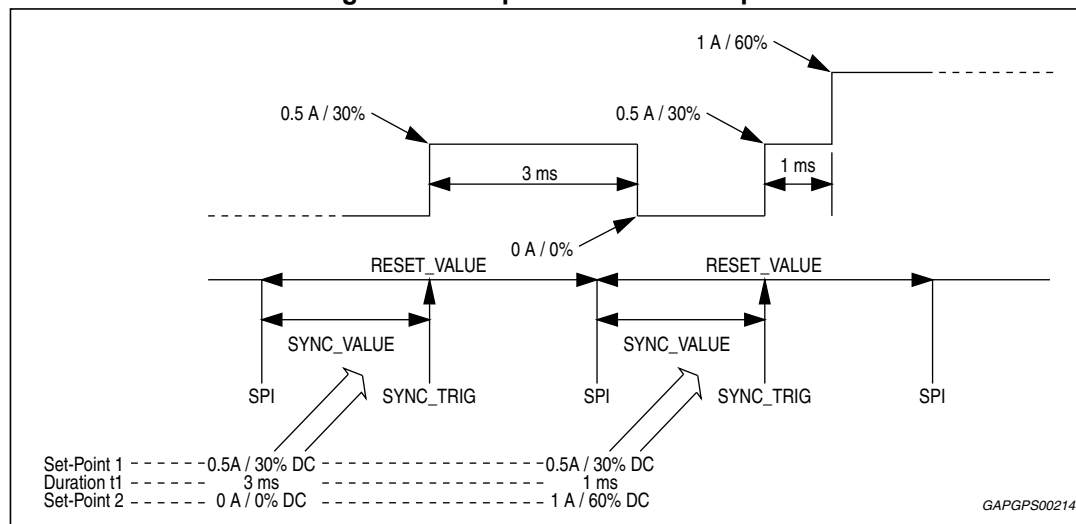 1 A / 60%
0.5 A / 30%
0.5 A / 30%
3 ms
1 ms
0 A / 0%
RESET_VALUE
RESET_VALUE
SYNC_VALUE
SYNC_VALUE
SPI
SYNC_TRIG
SPI
SYNC_TRIG
SPI
Set-Point 1 - - - - - - 0.5A / 30% DC - - - - - - 0.5A / 30% DC
Duration t1 - - - - - - 3 ms - - - - - - 1 ms
Set-Point 2 - - - - - - 0 A / 0% DC - - - - - - 1 A / 60% DC
GAPGPS00214